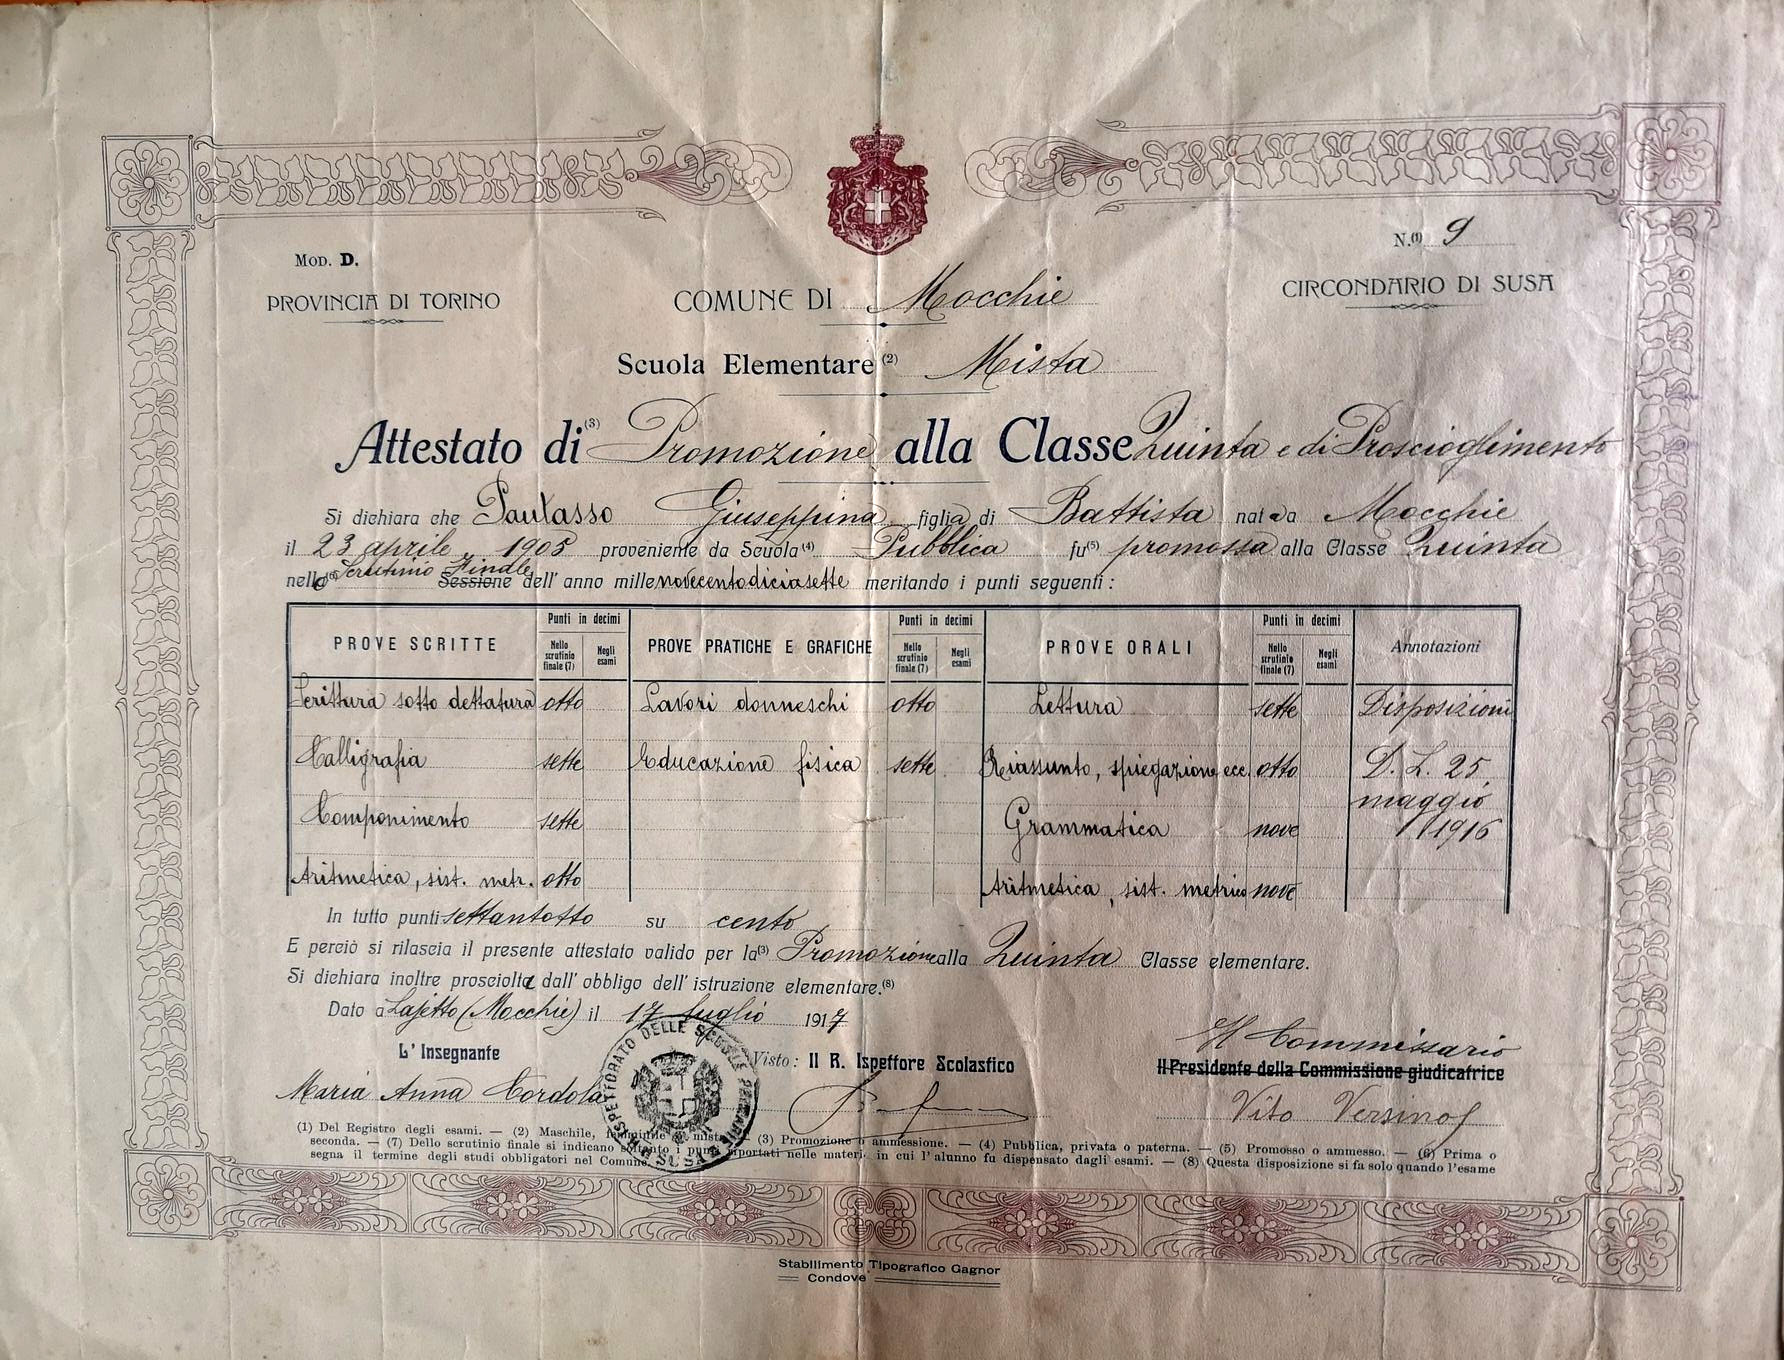 N.(1) 9
Mod. D.
PROVINCIA DI TORINO
COMUNE DI Mocchie
CIRCONDARIO DI SUSA
Scuola Elementare (2) Mista
Attestato di (3) Promozione alla Classe Quinta e di Proscioglimento
Si dichiara che Pautasso Giuseppina figlia di Battista nata a Mocchie
il 23 aprile 1905 proveniente da Scuola (4) Pubblica fu (5) promossa alla Classe Quinta
nello (6) Scrutinio Finale Sessione dell' anno millenovecentodiciasette meritando i punti seguenti:
PROVE SCRITTE Punti in decimi Nello scrutinio finale (7) Negli esami PROVE PRATICHE E GRAFICHE Punti in decimi Nello scrutinio finale (7) Negli esami PROVE ORALI Punti in decimi Nello scrutinio finale (7) Negli esami Annotazioni
Scrittura sotto dettatura otto Lavori donneschi otto Lettura sette Disposizioni
Calligrafia sette Educazione fisica sette Reiassunto, spiegazione ecc. otto D. L. 25
maggio
Componimento sette Grammatica nove 1916
Aritmetica, sist. metr. otto Aritmetica, sist. metrico nove
In tutto punti settantotto su cento
E perciò si rilascia il presente attestato valido per la (3) Promozione alla Quinta Classe elementare.
Si dichiara inoltre prosciolta dall' obbligo dell' istruzione elementare. (8)
Dato a Lajetto (Mocchie) il 17 luglio 1917
L' Insegnante
Maria Anna Cordola
ISPETTORATO DELLE SCUOLE PRIMARIE SUSA
Visto: Il R. Ispettore Scolastico
Il Commissario
Il Presidente della Commissione giudicatrice
Vito Versino
(1) Del Registro degli esami. — (2) Maschile, femminile o mista. — (3) Promozione o ammessione. — (4) Pubblica, privata o paterna. — (5) Promosso o ammesso. — (6) Prima o
seconda. — (7) Dello scrutinio finale si indicano soltanto i punti riportati nelle materie in cui l' alunno fu dispensato dagli esami. — (8) Questa disposizione si fa solo quando l' esame
segna il termine degli studi obbligatori nel Comune.
Stabilimento Tipografico Gagnor
Condove